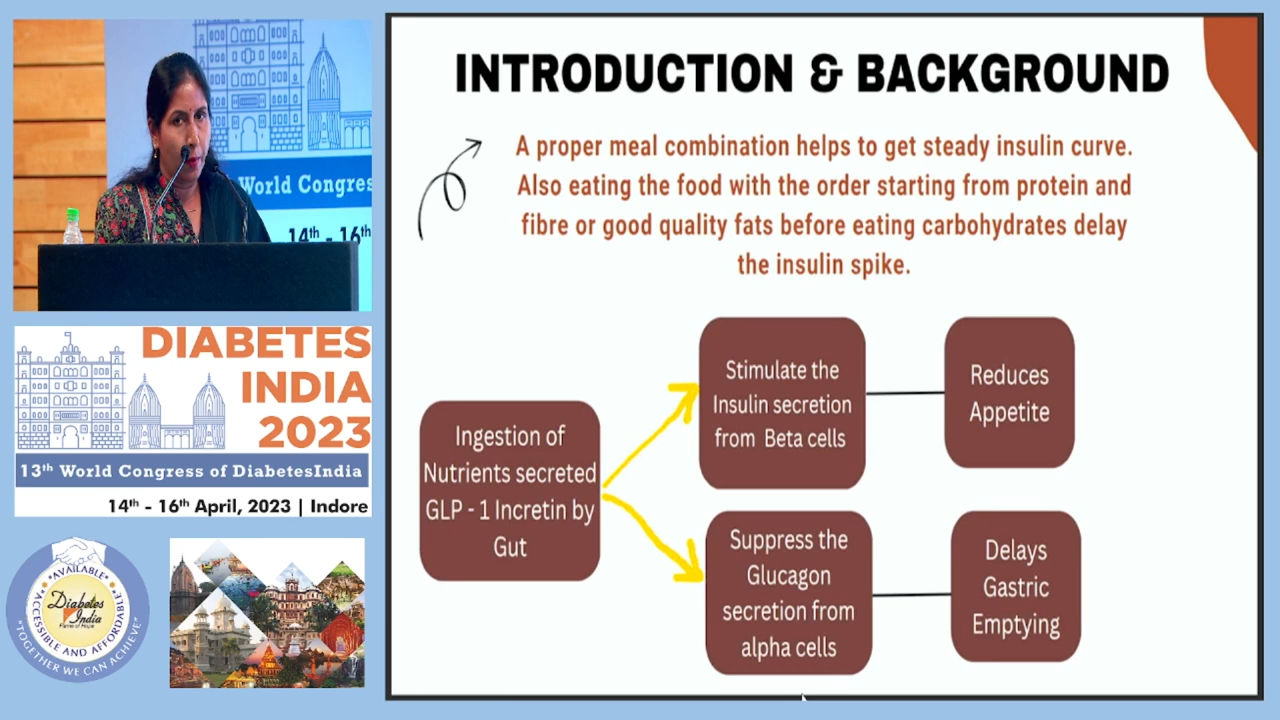 World Congres
14th - 16th
DIABETES
INDIA
2023
13th World Congress of DiabetesIndia
14th - 16th April, 2023 | Indore
"AVAILABLE"
"ACCESSIBLE AND AFFORDABLE"
Diabetes
India
"TOGETHER WE CAN ACHIEVE"
INTRODUCTION & BACKGROUND
A proper meal combination helps to get steady insulin curve.
Also eating the food with the order starting from protein and
fibre or good quality fats before eating carbohydrates delay
the insulin spike.
Ingestion of
Nutrients secreted
GLP - 1 Incretin by
Gut
Stimulate the
Insulin secretion
from Beta cells
Reduces
Appetite
Suppress the
Glucagon
secretion from
alpha cells
Delays
Gastric
Emptying